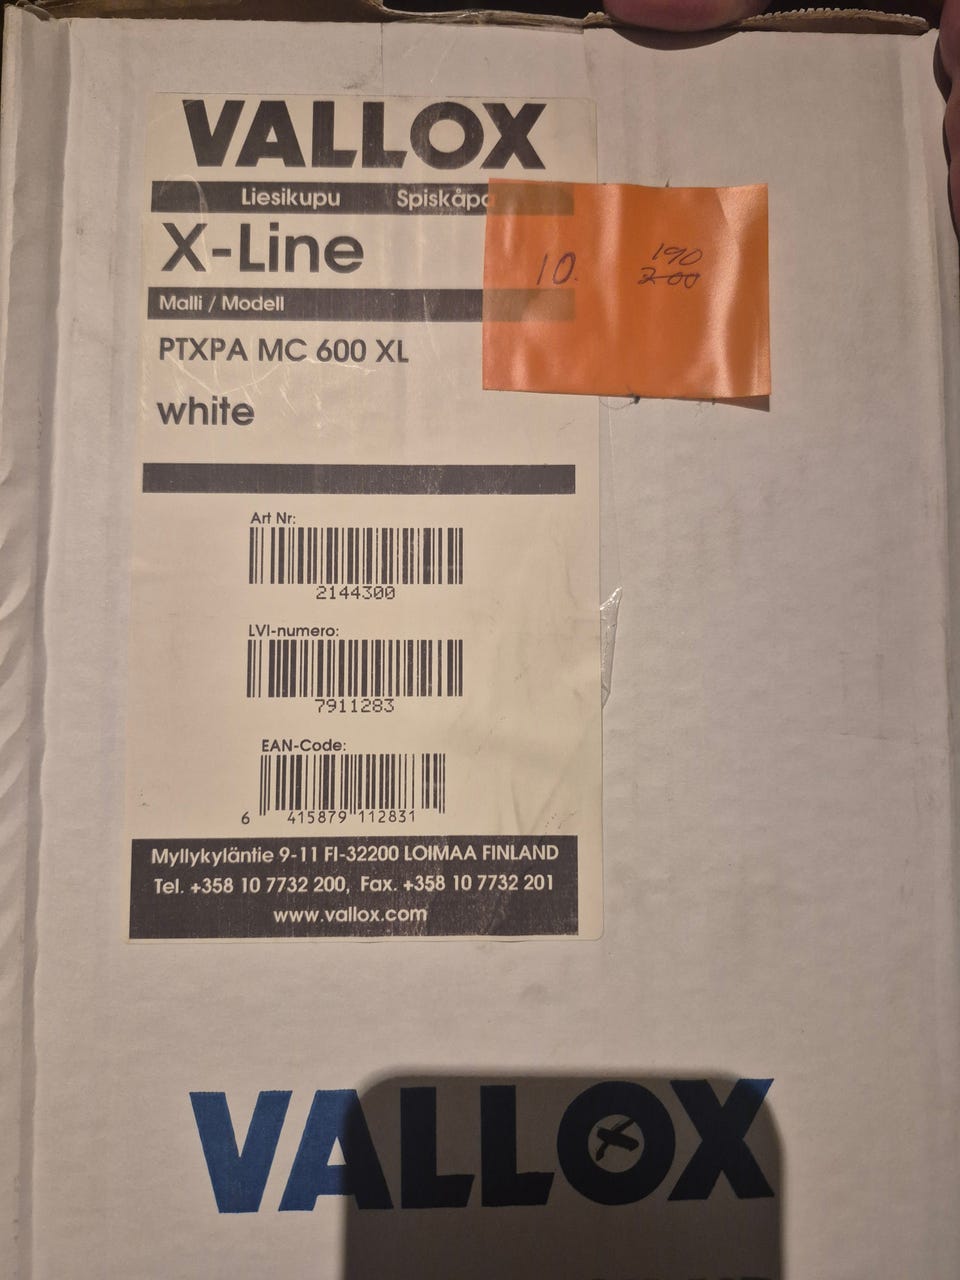 VALLOX
Liesikupu Spiskåpa
X-Line
10. 190
200
Malli / Modell
PTXPA MC 600 XL
white
Art Nr:
2144300
LVI-numero:
7911283
EAN-Code:
6 415879 112831
Myllykyläntie 9-11 FI-32200 LOIMAA FINLAND
Tel. +358 10 7732 200, Fax. +358 10 7732 201
www.vallox.com
VALLOX